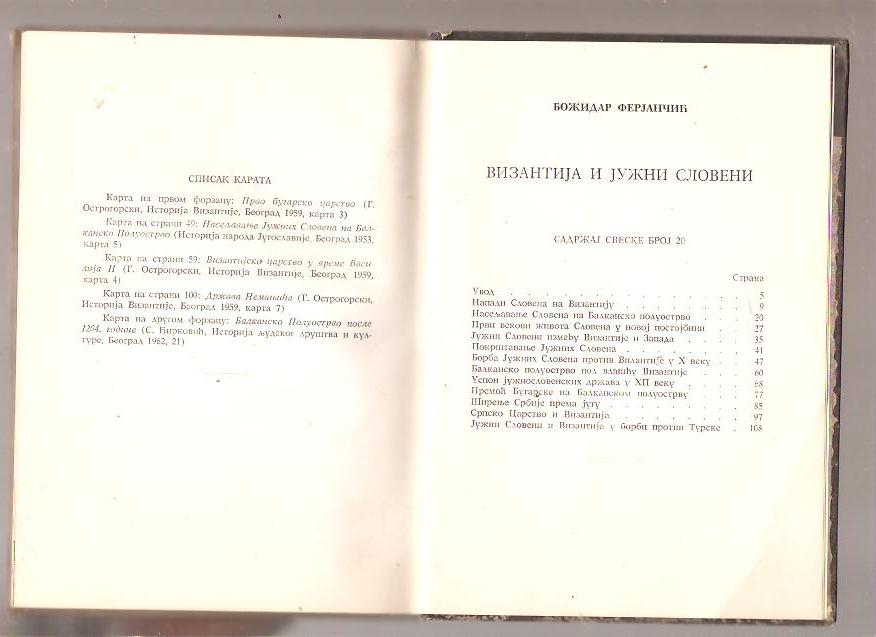 СПИСАК КАРАТА
Карта на првом форзацу: Прво бугарско царство (Г.
Острогорски, Историја Византије, Београд 1959, карта 3)
Карта на страни 49: Насељавање Јужних Словена на Бал-
канско Полуострво (Историја народа Југославије, Београд 1953,
карта 5)
Карта на страни 59: Византијско царство у време Васи
лија II (Г. Острогорски, Историја Византије, Београд 1959,
карта 4)
Карта на страни 100: Држава Немањића (Г. Острогорски,
Историја Византије, Београд 1959, карта 7)
Карта на другом форзацу: Балканско Полуострво после
1204. године (С. Ћирковић, Историја људског друштва и кул-
туре, Београд 1962, 21)
БОЖИДАР ФЕРЈАНЧИЋ
ВИЗАНТИЈА И ЈУЖНИ СЛОВЕНИ
САДРЖАЈ СВЕСКЕ БРОЈ 20
Страна
Увод . . . . . . . . . . . . 5
Напади Словена на Византију . . . . . . . 9
Насељавање Словена на Балканско полуострво . . . 20
Први векови живота Словена у новој постојбини . . 27
Јужни Словени између Византије и Запада . . . . 35
Покрштавање Јужних Словена . . . . . . . 41
Борба Јужних Словена против Византије у X веку . . 47
Балканско полуострво под влашћу Византије . . . 60
Успон јужнословенских држава у XII веку . . . . 68
Премоћ Бугарске на Балканском полуострву . . . 77
Ширење Србије према југу . . . . . . . . 85
Српско Царство и Византија . . . . . . . 97
Јужни Словени и Византија у борби против Турске . 108